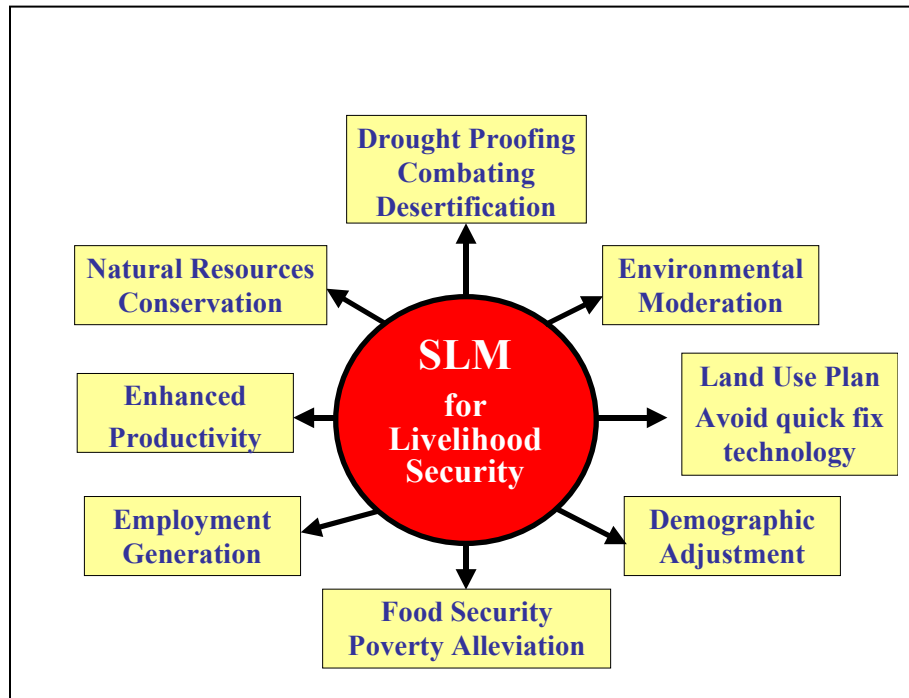 Drought Proofing
Combating
Desertification
Natural Resources
Conservation
Environmental
Moderation
SLM
for
Livelihood
Security
Enhanced
Productivity
Land Use Plan
Avoid quick fix
technology
Employment
Generation
Demographic
Adjustment
Food Security
Poverty Alleviation